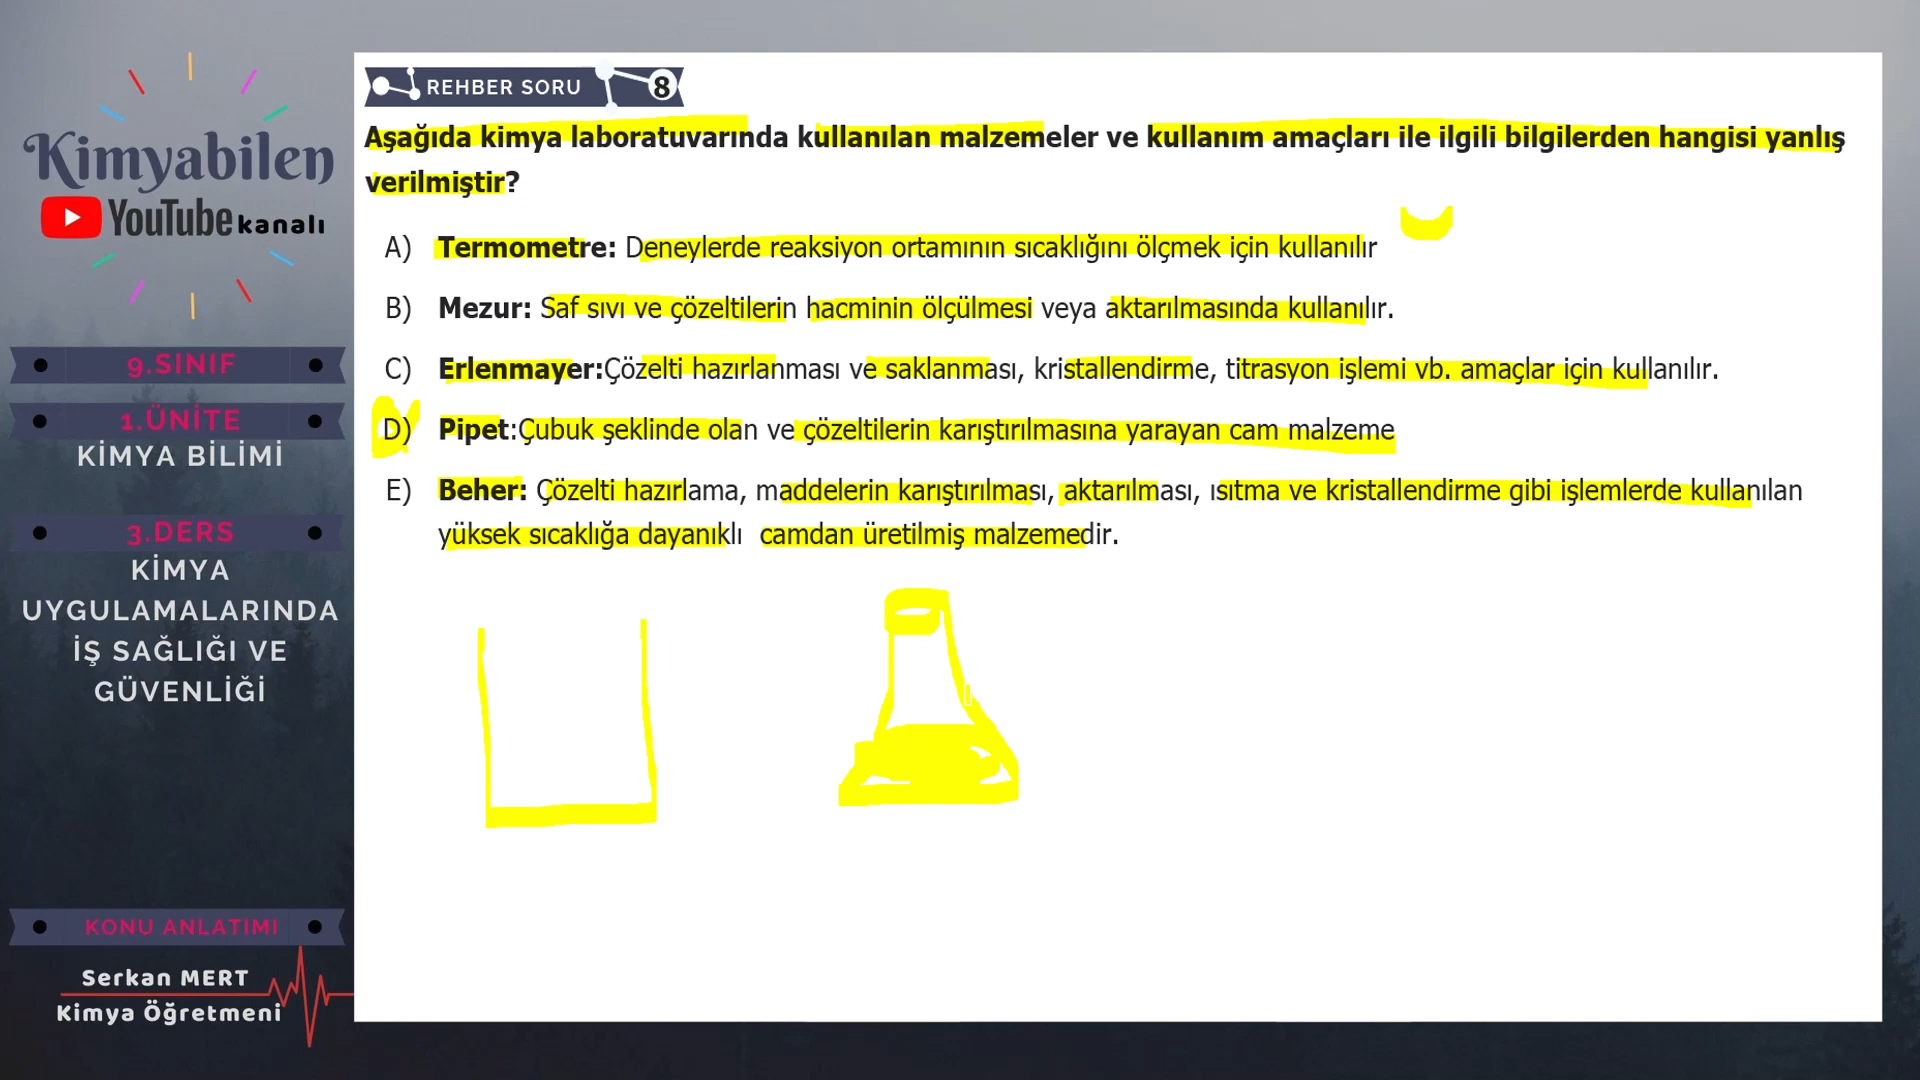 Kimyabilen
YouTube kanalı
9.SINIF
1.ÜNİTE
KİMYA BİLİMİ
3.DERS
KİMYA
UYGULAMALARINDA
İŞ SAĞLIĞI VE
GÜVENLİĞİ
KONU ANLATIMI
Serkan MERT
Kimya Öğretmeni
REHBER SORU 8
Aşağıda kimya laboratuvarında kullanılan malzemeler ve kullanım amaçları ile ilgili bilgilerden hangisi yanlış
verilmiştir?
A) Termometre: Deneylerde reaksiyon ortamının sıcaklığını ölçmek için kullanılır
B) Mezur: Saf sıvı ve çözeltilerin hacminin ölçülmesi veya aktarılmasında kullanılır.
C) Erlenmayer:Çözelti hazırlanması ve saklanması, kristallendirme, titrasyon işlemi vb. amaçlar için kullanılır.
D) Pipet:Çubuk şeklinde olan ve çözeltilerin karıştırılmasına yarayan cam malzeme
E) Beher: Çözelti hazırlama, maddelerin karıştırılması, aktarılması, ısıtma ve kristallendirme gibi işlemlerde kullanılan
yüksek sıcaklığa dayanıklı camdan üretilmiş malzemedir.